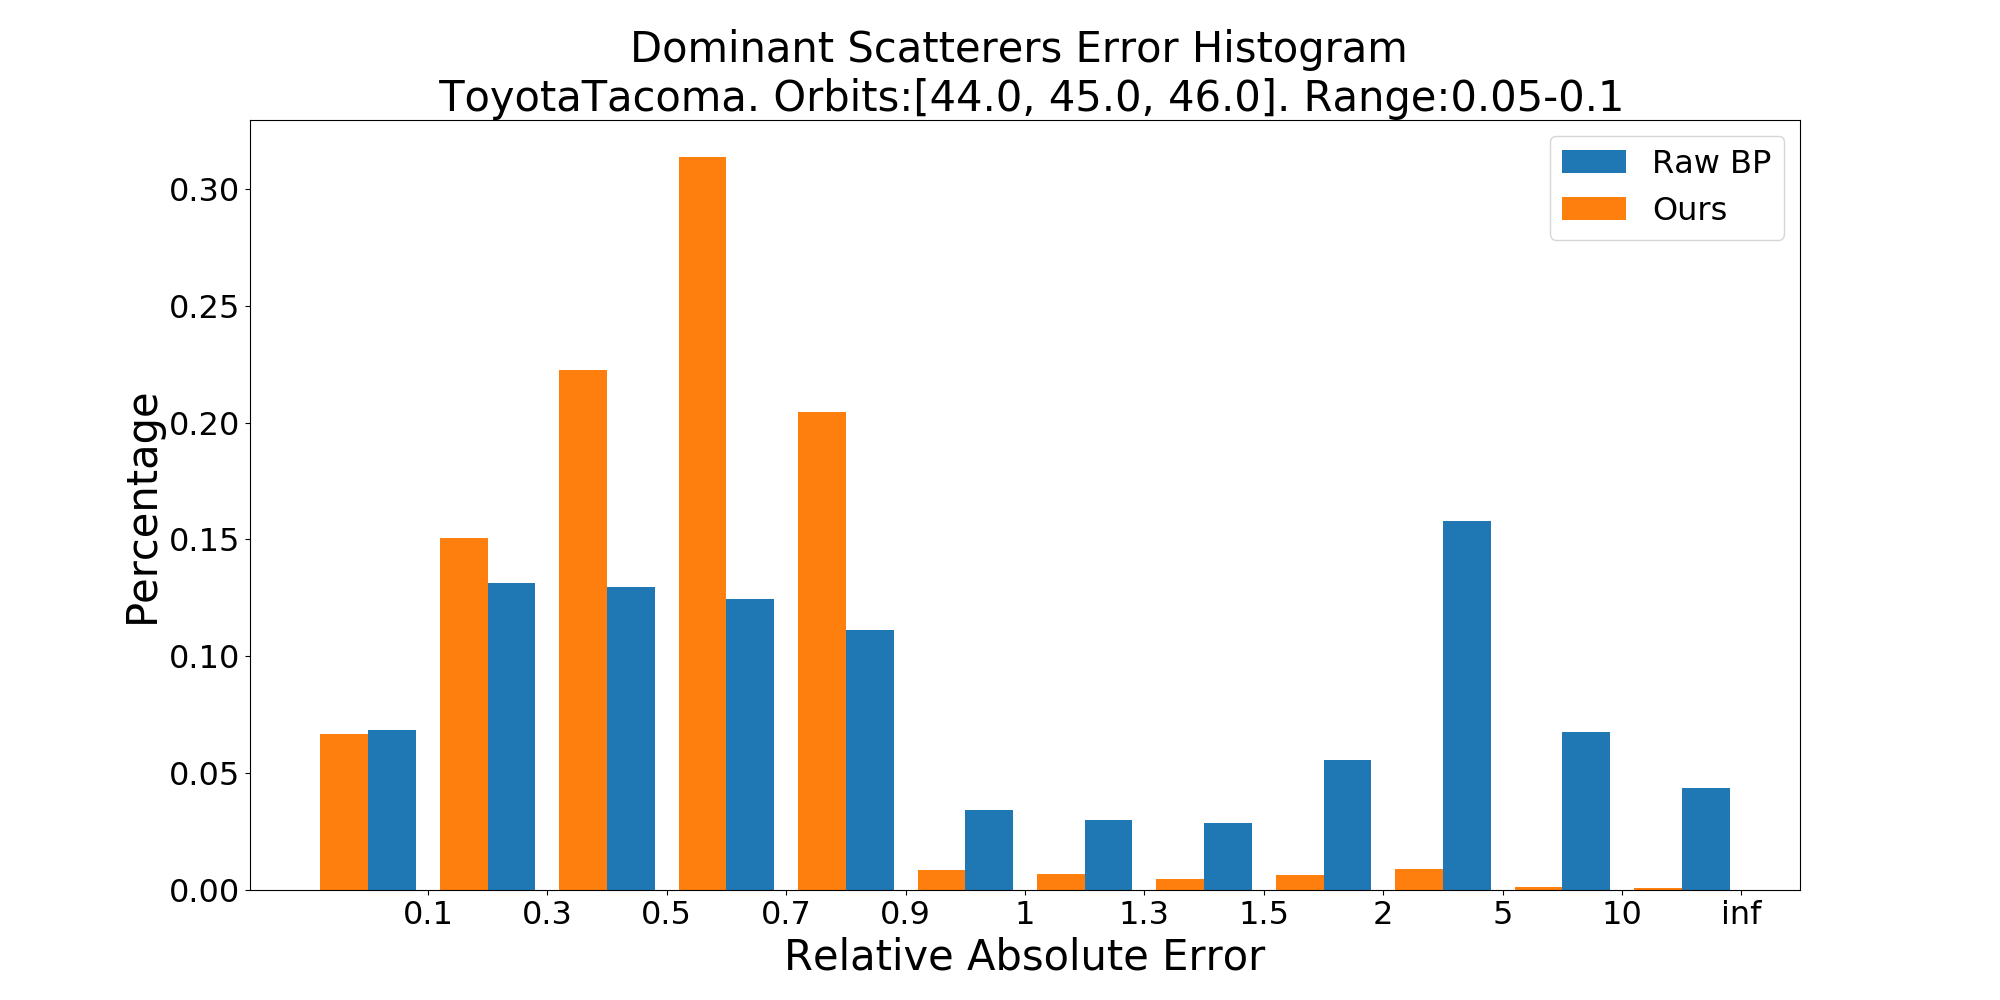 Dominant Scatterers Error Histogram
ToyotaTacoma. Orbits:[44.0, 45.0, 46.0]. Range:0.05-0.1
Raw BP
Ours
Percentage
0.30
0.25
0.20
0.15
0.10
0.05
0.00
0.1 0.3 0.5 0.7 0.9 1 1.3 1.5 2 5 10 inf
Relative Absolute Error